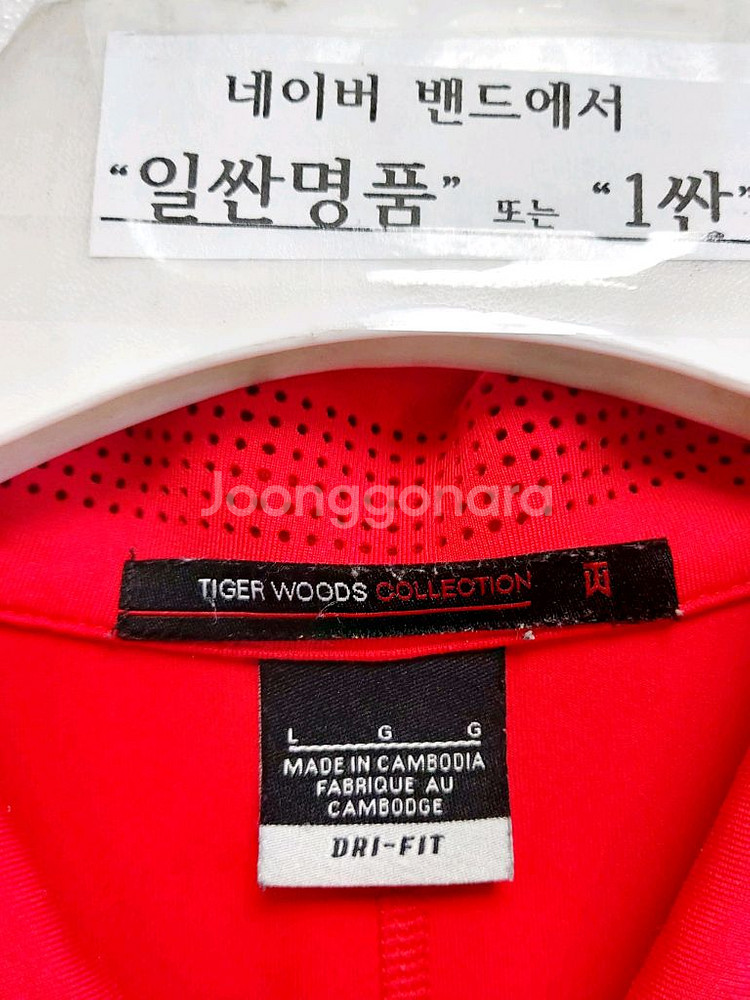 네이버 밴드에서
“일싼명품” 또는 “1싼”
Joonggonara
TIGER WOODS COLLECTION TW
L G G
MADE IN CAMBODIA
FABRIQUE AU
CAMBODGE
DRI-FIT